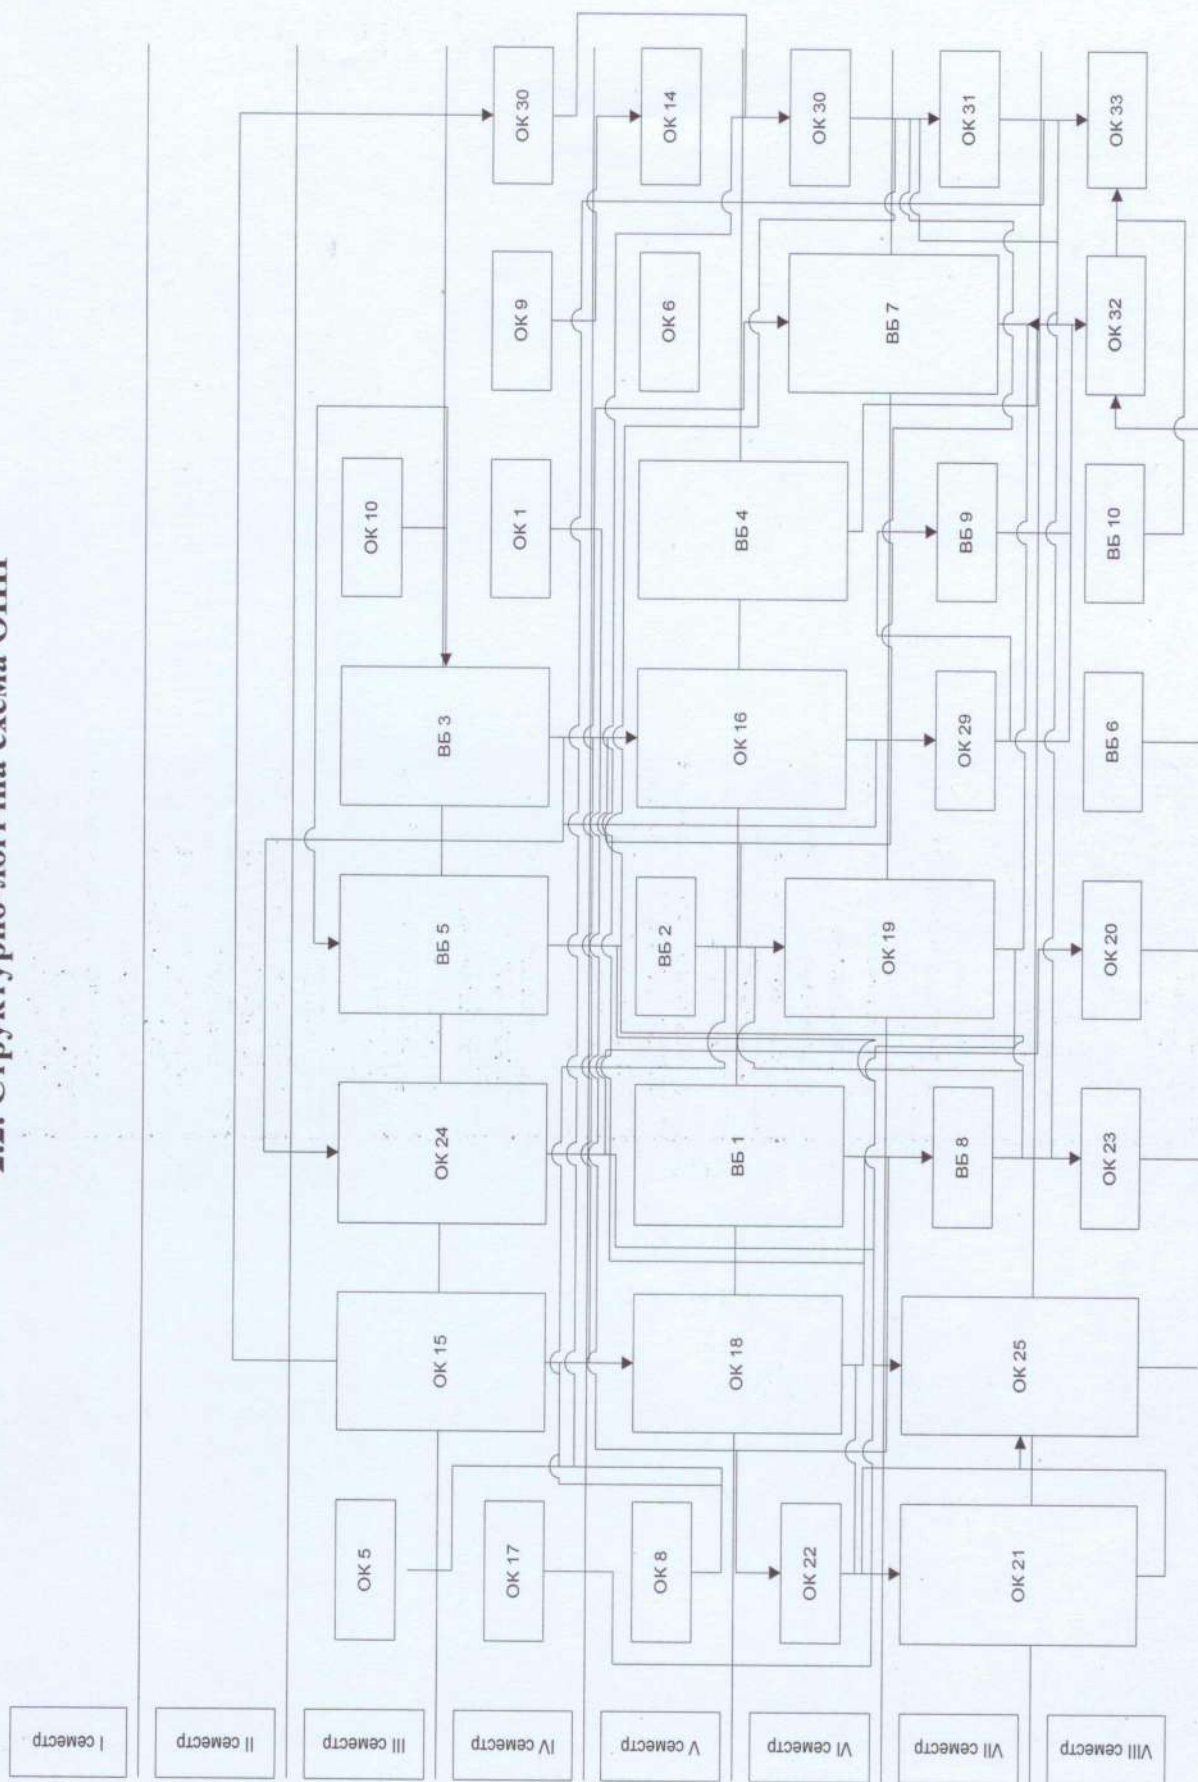 2.2. Структурно-логічна схема ОПП
І семестр
ІІ семестр
ІІІ семестр
ОК 5
ОК 15
ОК 24
ВБ 5
ВБ 3
ОК 10
IV семестр
ОК 17
ОК 1
ОК 9
ОК 30
V семестр
ОК 8
ОК 18
ВБ 1
ВБ 2
ОК 16
ВБ 4
ОК 6
ОК 14
VI семестр
ОК 22
ОК 19
ВБ 7
ОК 30
VII семестр
ОК 21
ОК 25
ВБ 8
ОК 29
ВБ 9
ОК 31
VIII семестр
ОК 23
ОК 20
ВБ 6
ВБ 10
ОК 32
ОК 33